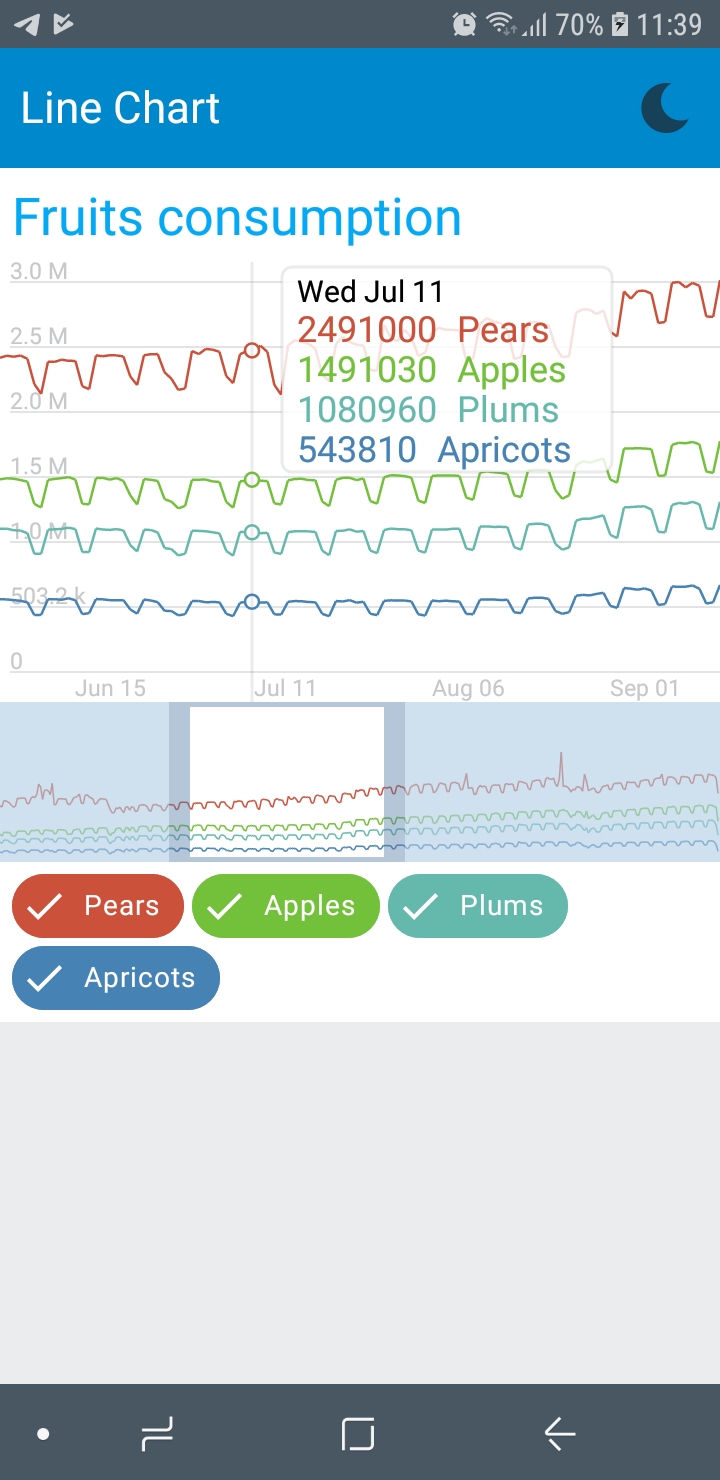 70% 11:39
Line Chart
Fruits consumption
3.0 M
Wed Jul 11
2491000 Pears
2.5 M
1491030 Apples
2.0 M
1080960 Plums
543810 Apricots
1.5 M
1.0 M
503.2 k
0
Jun 15 Jul 11 Aug 06 Sep 01
Pears Apples Plums
Apricots